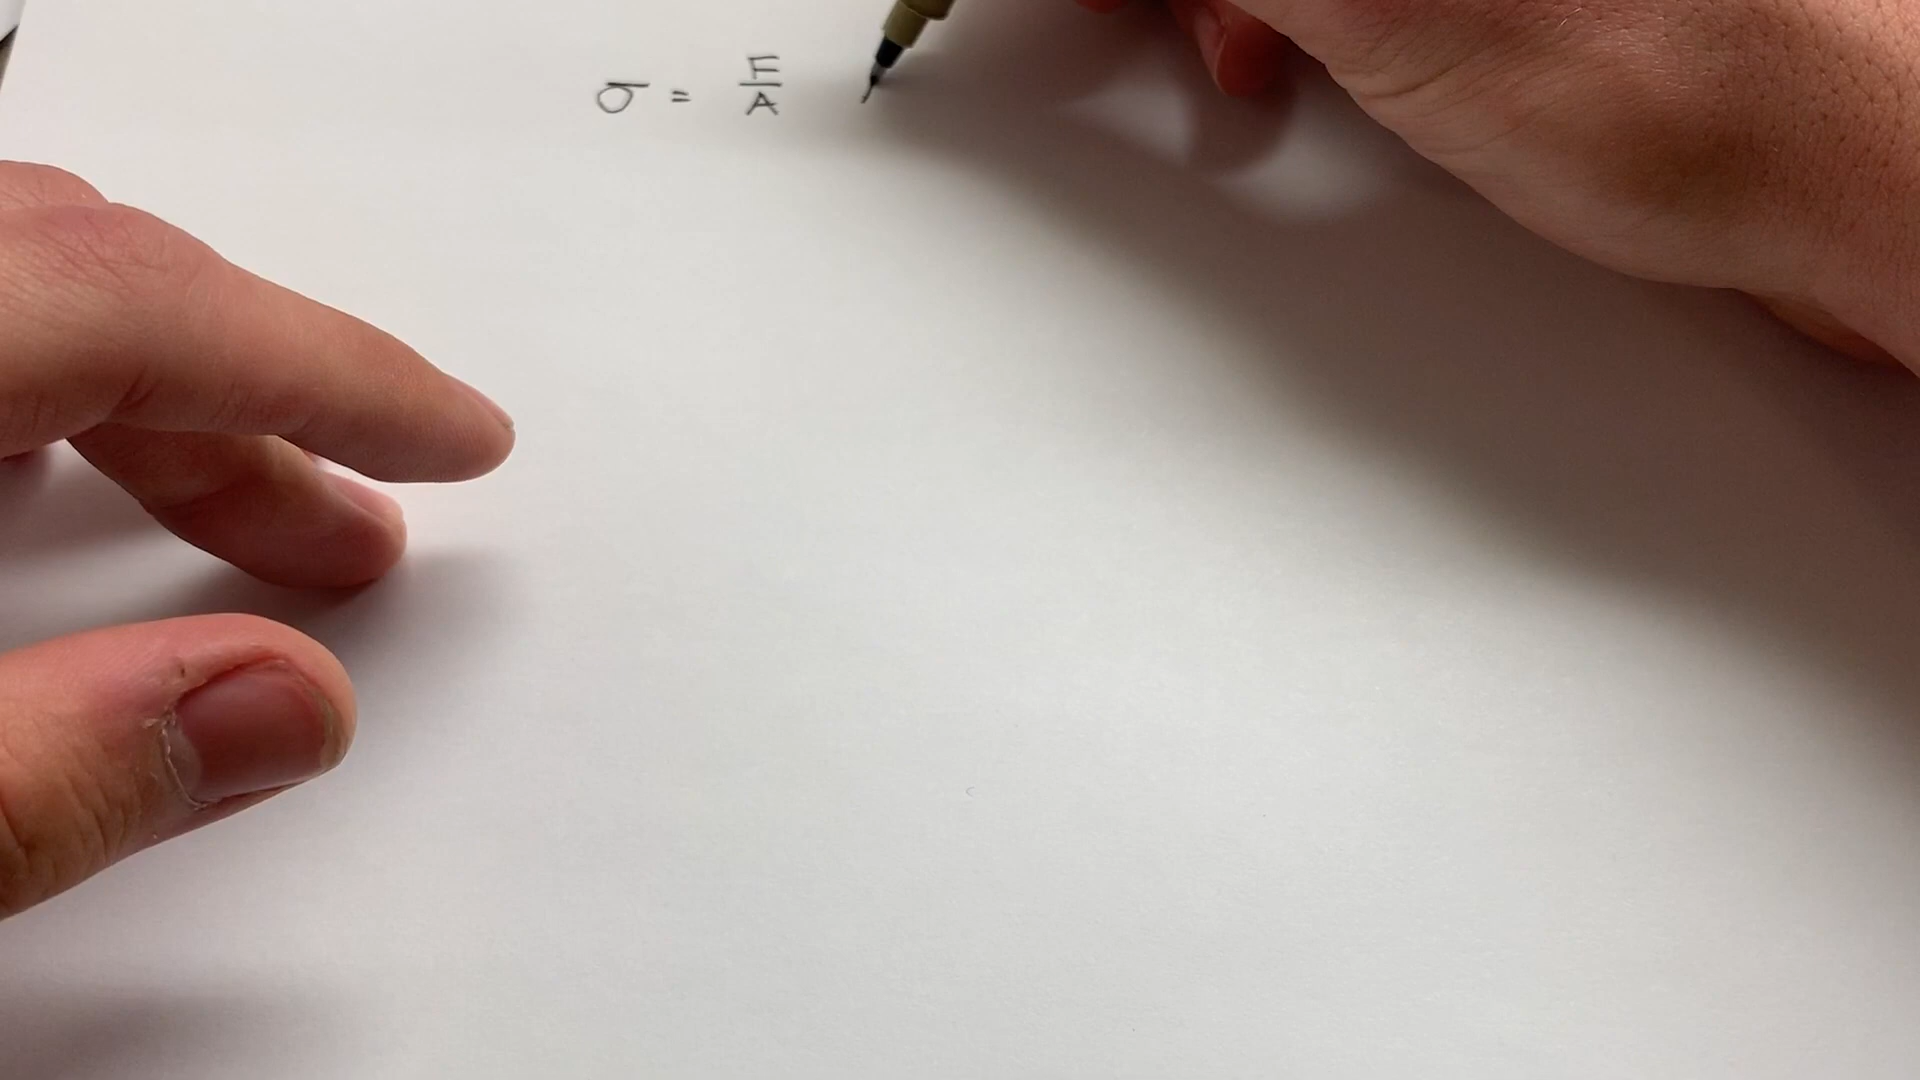 σ = F/A